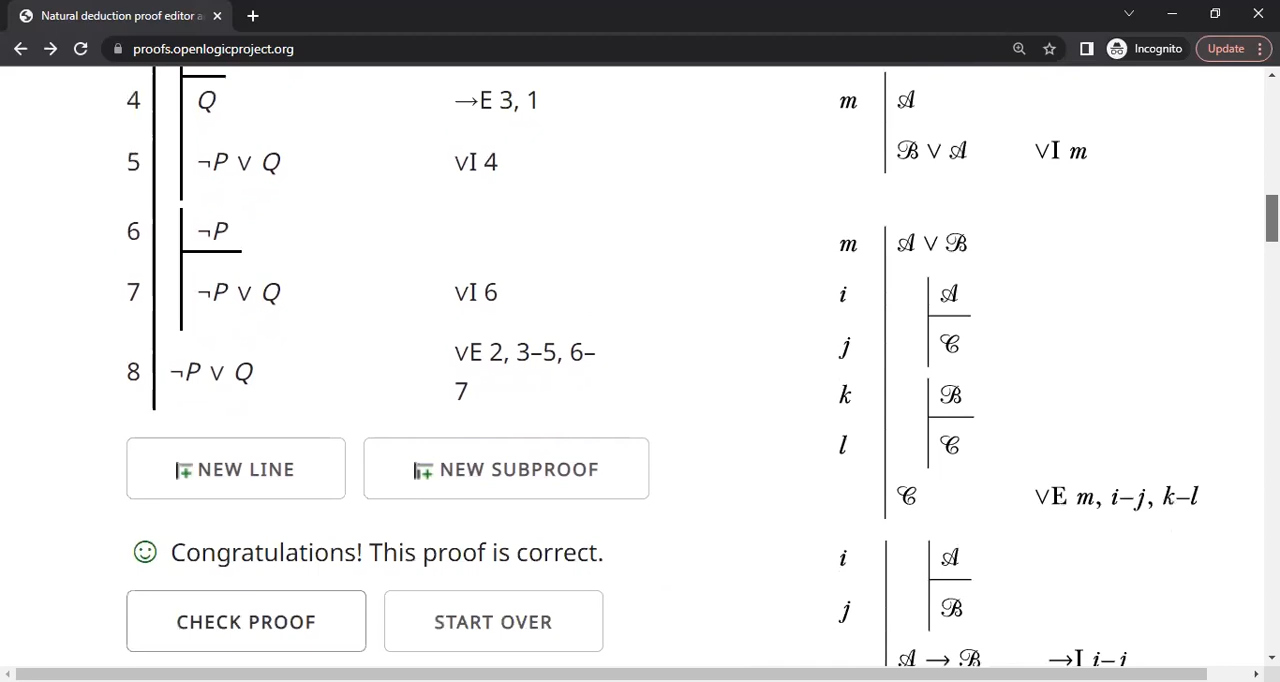 Natural deduction proof editor a
proofs.openlogicproject.org
Incognito
Update
4 Q →E 3, 1
5 ¬P ∨ Q ∨I 4
6 ¬P
7 ¬P ∨ Q ∨I 6
8 ¬P ∨ Q ∨E 2, 3–5, 6–
7
NEW LINE
NEW SUBPROOF
Congratulations! This proof is correct.
CHECK PROOF
START OVER
m 𝒜
ℬ ∨ 𝒜 ∨I m
m 𝒜 ∨ ℬ
i 𝒜
j 𝒞
k ℬ
l 𝒞
𝒞 ∨E m, i–j, k–l
i 𝒜
j ℬ
𝒜 → ℬ →I i–j